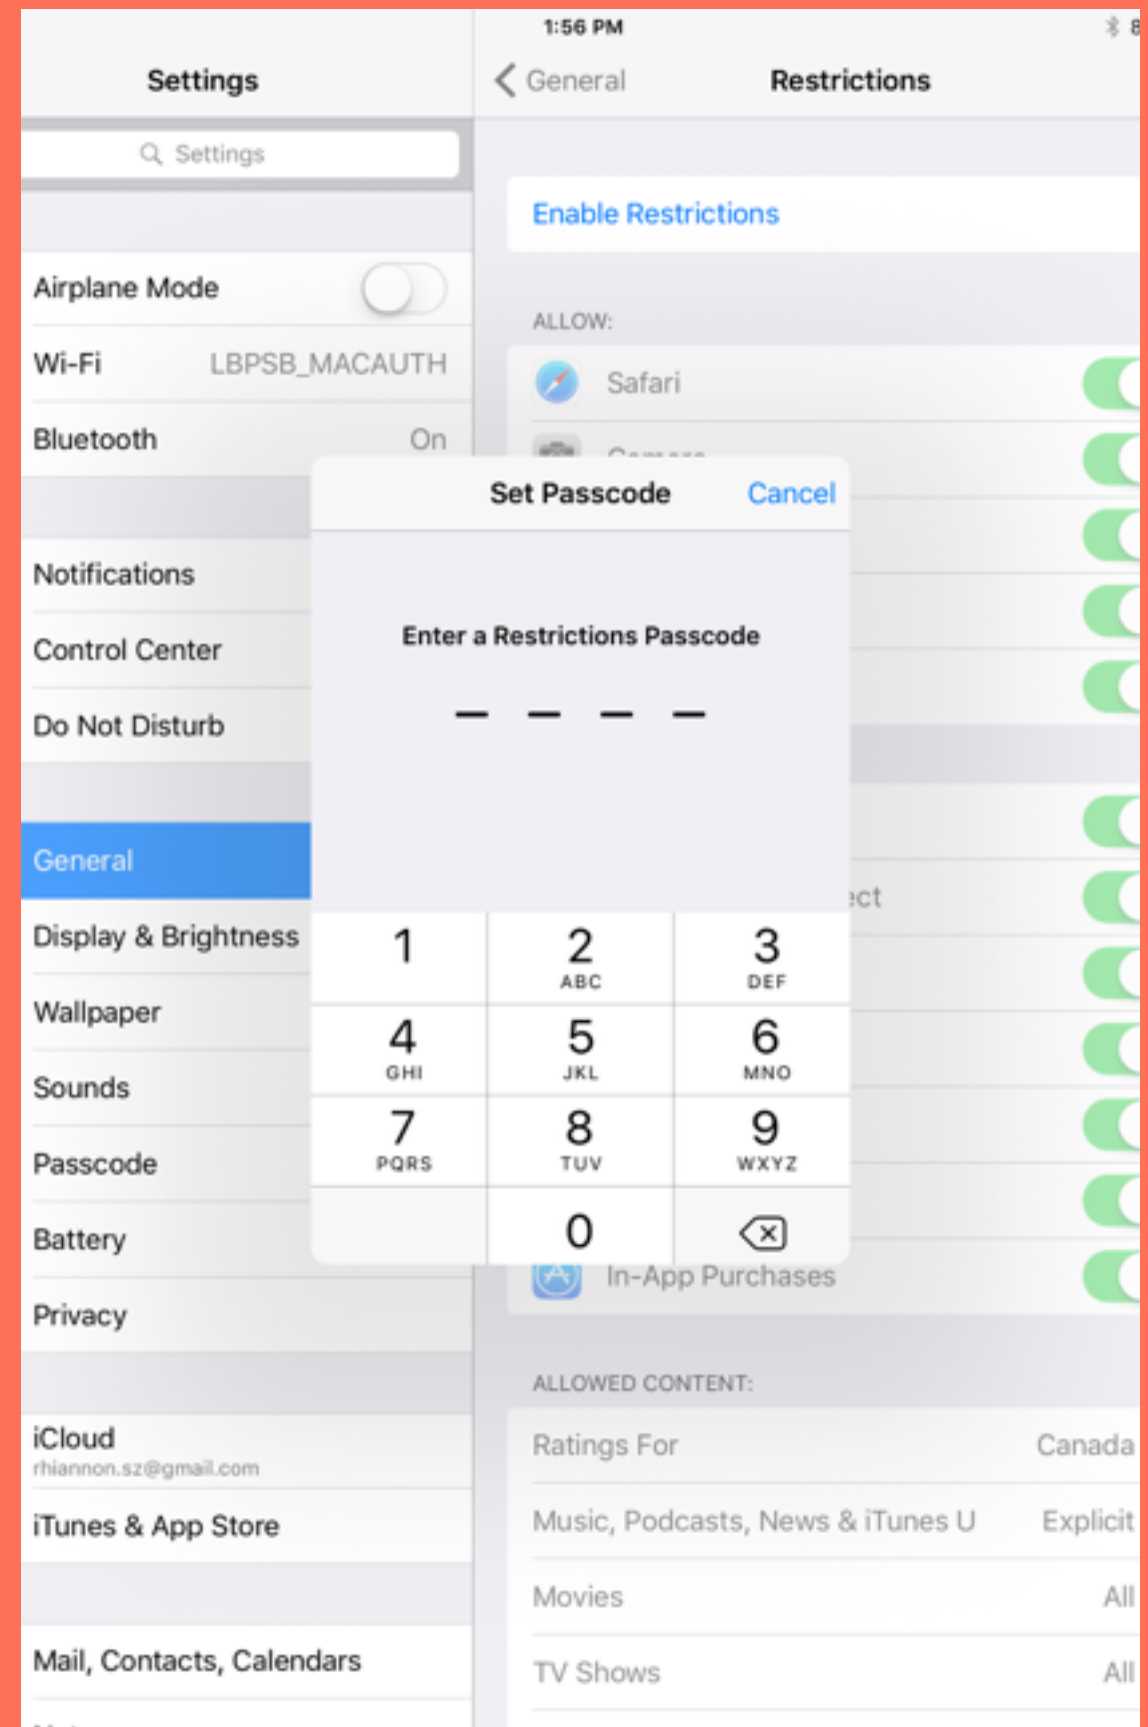 1:56 PM
Settings
General
Restrictions
Settings
Enable Restrictions
Airplane Mode
ALLOW:
Wi-Fi LBPSB_MACAUTH
Safari
Bluetooth On
Camera
Set Passcode Cancel
Notifications
Enter a Restrictions Passcode
Control Center
Do Not Disturb
General
ect
Display & Brightness
1
2
ABC
3
DEF
Wallpaper
4
GHI
5
JKL
6
MNO
Sounds
7
PQRS
8
TUV
9
WXYZ
Passcode
Battery
0
In-App Purchases
Privacy
ALLOWED CONTENT:
iCloud
rhiannon.sz@gmail.com
Ratings For Canada
iTunes & App Store
Music, Podcasts, News & iTunes U Explicit
Movies All
Mail, Contacts, Calendars
TV Shows All